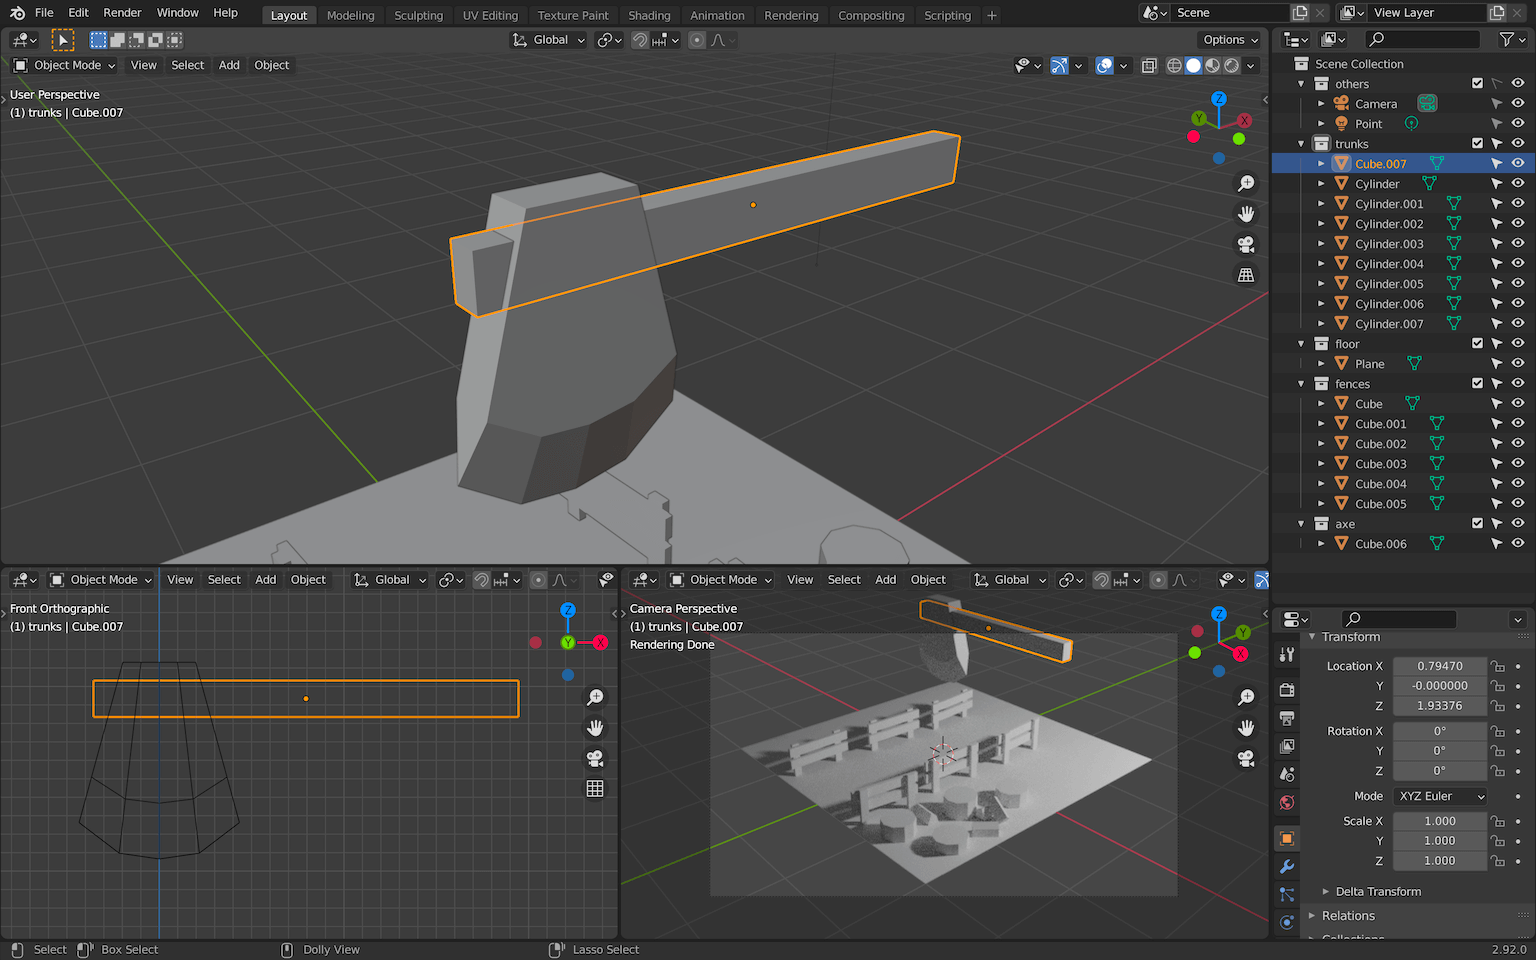 File Edit Render Window Help Layout Modeling Sculpting UV Editing Texture Paint Shading Animation Rendering Compositing Scripting + Scene View Layer
Global Options
Object Mode View Select Add Object
User Perspective
(1) trunks | Cube.007
Z
Y
X
Scene Collection
others
Camera
Point
trunks
Cube.007
Cylinder
Cylinder.001
Cylinder.002
Cylinder.003
Cylinder.004
Cylinder.005
Cylinder.006
Cylinder.007
floor
Plane
fences
Cube
Cube.001
Cube.002
Cube.003
Cube.004
Cube.005
axe
Cube.006
Object Mode View Select Add Object Global
Front Orthographic
(1) trunks | Cube.007
Z
Y
X
Object Mode View Select Add Object Global
Camera Perspective
(1) trunks | Cube.007
Rendering Done
Z
Y
X
Transform
Location X 0.79470
Y -0.000000
Z 1.93376
Rotation X 0°
Y 0°
Z 0°
Mode XYZ Euler
Scale X 1.000
Y 1.000
Z 1.000
Delta Transform
Relations
Select Box Select Dolly View Lasso Select 2.92.0